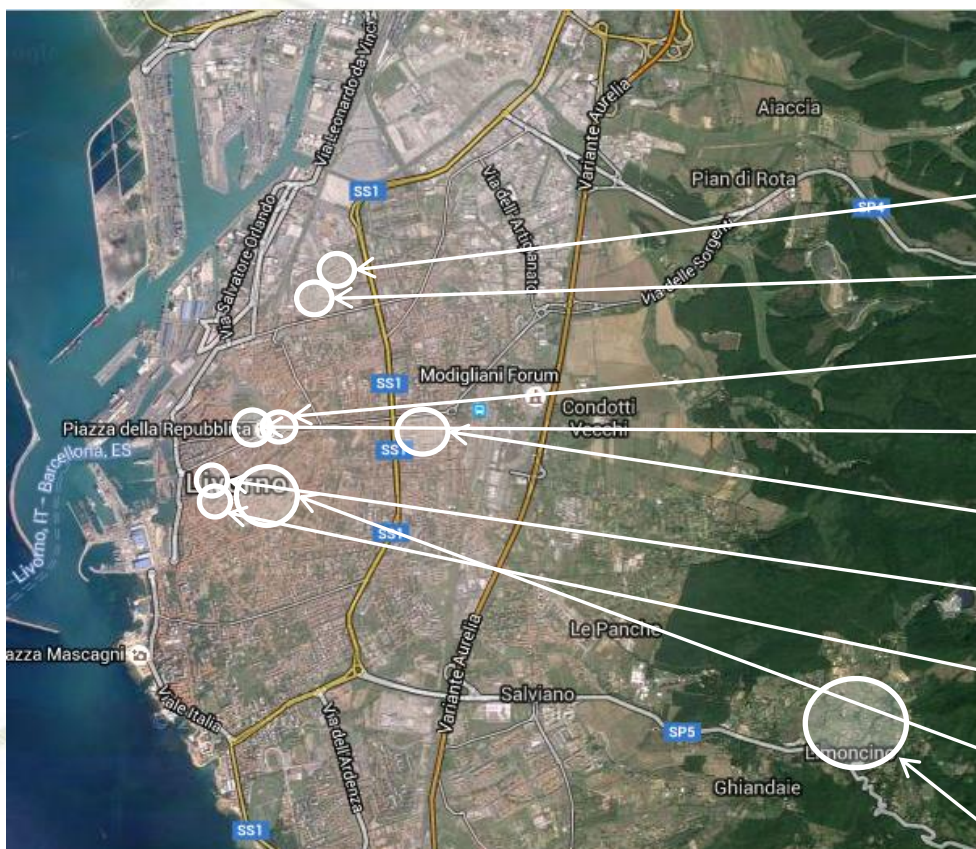 Via Leonardo da Vinci
Aiaccia
Variante Aurelia
SS1
Pian di Rota
Via dell'Artigianato
SP4
Via Salvatore Orlando
Via delle Sorgenti
SS1
Modigliani Forum
Condotti
Vecchi
Piazza della Repubblica
SS1
Livorno, IT - Barcellona, ES
Livorno
SS1
Le Panche
azza Mascagni
Salviano
Variante Aurelia
Viale Italia
Via dell'Ardenza
SP5
Limoncino
Ghiandaie
SS1